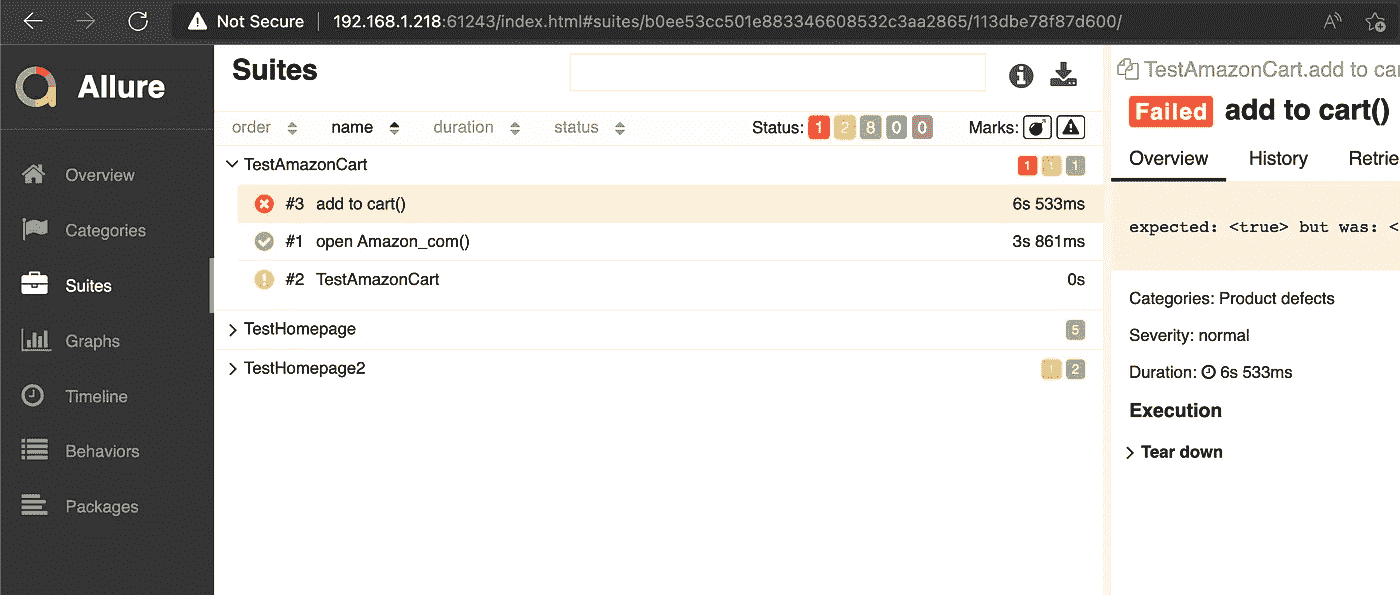 Not Secure | 192.168.1.218:61243/index.html#suites/b0ee53cc501e883346608532c3aa2865/113dbe78f87d600/
Allure
Overview
Categories
Suites
Graphs
Timeline
Behaviors
Packages
Suites
order name duration status Status: 1 2 8 0 0 Marks:
TestAmazonCart 1 1 1
#3 add to cart() 6s 533ms
#1 open Amazon_com() 3s 861ms
#2 TestAmazonCart 0s
TestHomepage 5
TestHomepage2 1 2
TestAmazonCart.add to car
Failed add to cart()
Overview History Retrie
expected: <true> but was: <
Categories: Product defects
Severity: normal
Duration: 6s 533ms
Execution
Tear down